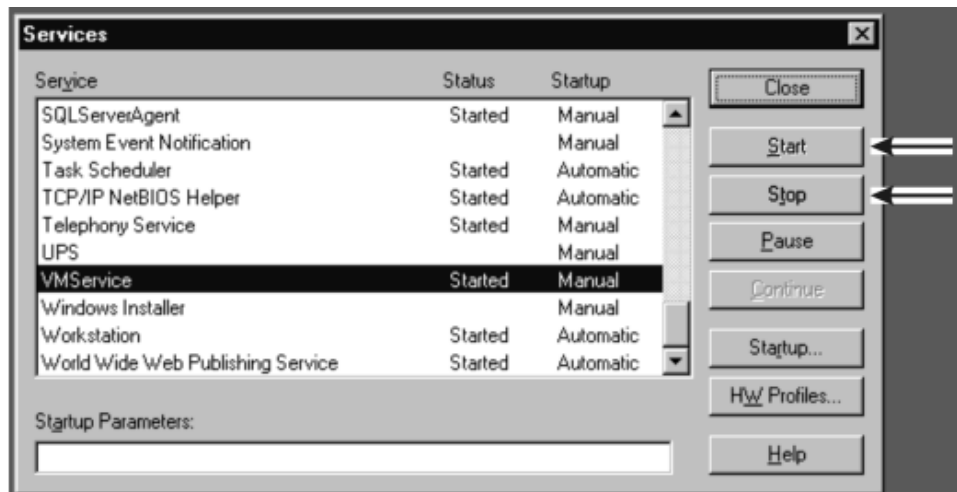 Services
Service Status Startup
SQLServerAgent Started Manual
System Event Notification Manual
Task Scheduler Started Automatic
TCP/IP NetBIOS Helper Started Automatic
Telephony Service Started Manual
UPS Manual
VMService Started Manual
Windows Installer Manual
Workstation Started Automatic
World Wide Web Publishing Service Started Automatic
Startup Parameters:
Close
Start
Stop
Pause
Continue
Startup...
HW Profiles...
Help